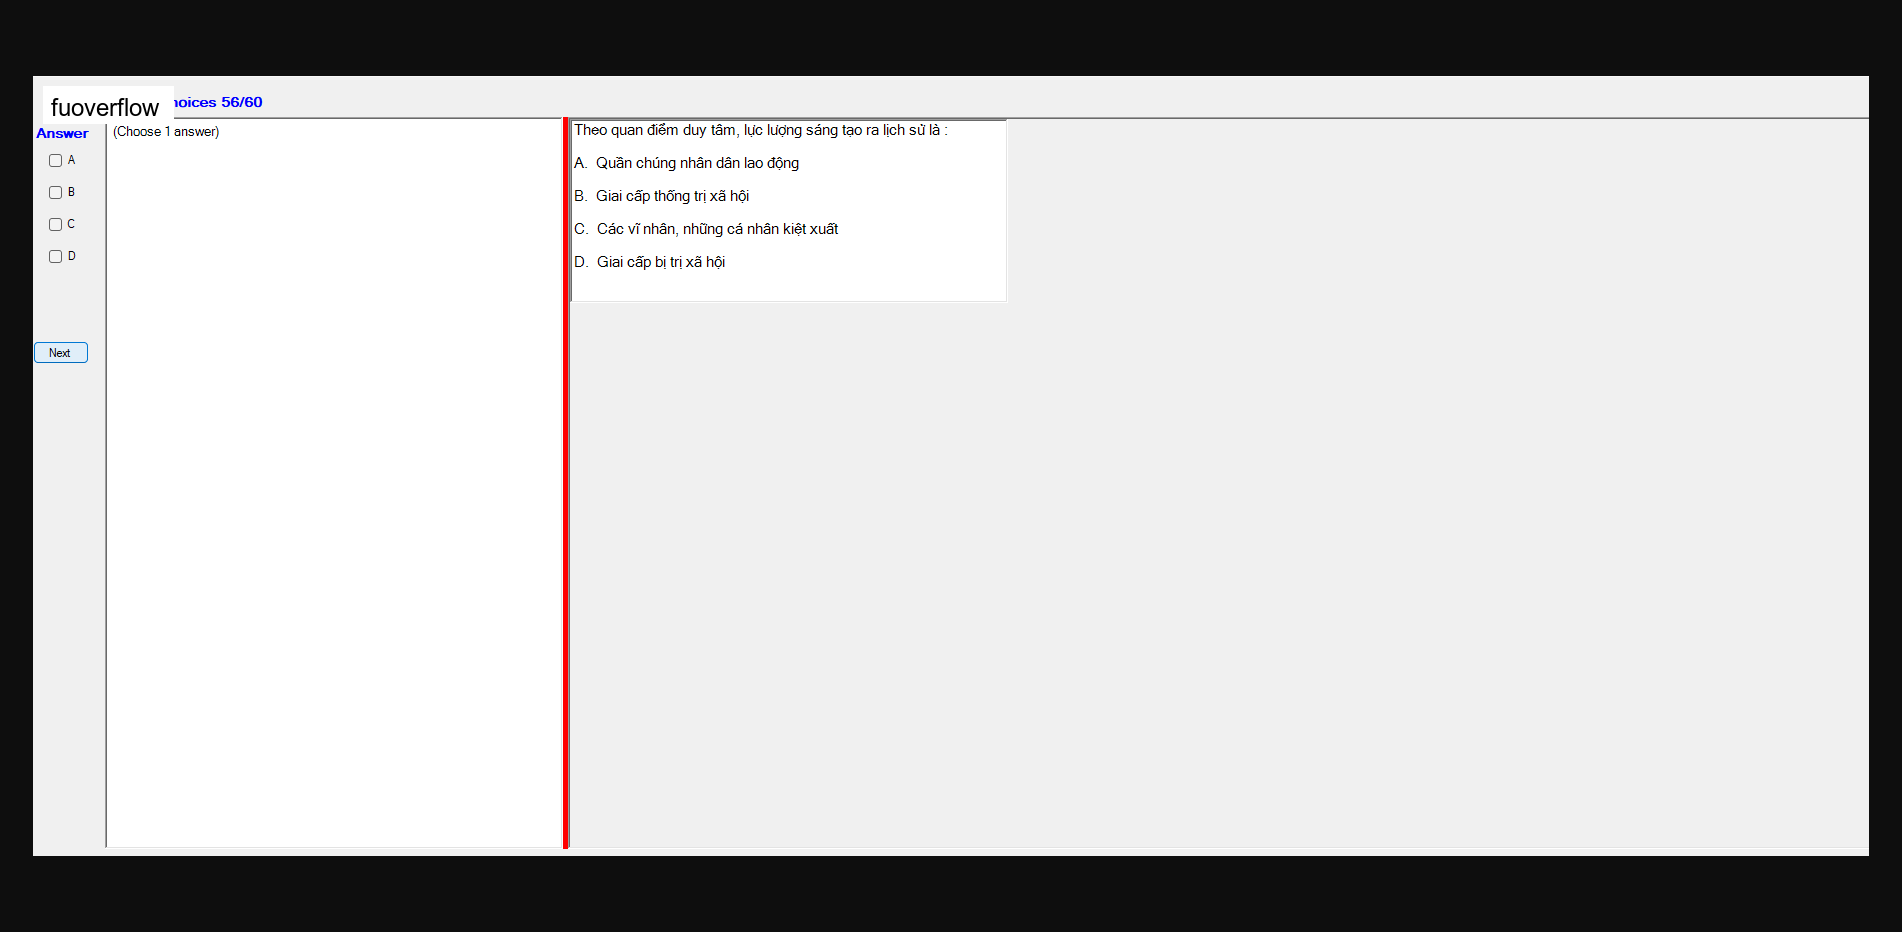 fuoverflow
hoices 56/60
Answer
(Choose 1 answer)
A
B
C
D
Next
Theo quan điểm duy tâm, lực lượng sáng tạo ra lịch sử là :
A. Quần chúng nhân dân lao động
B. Giai cấp thống trị xã hội
C. Các vĩ nhân, những cá nhân kiệt xuất
D. Giai cấp bị trị xã hội